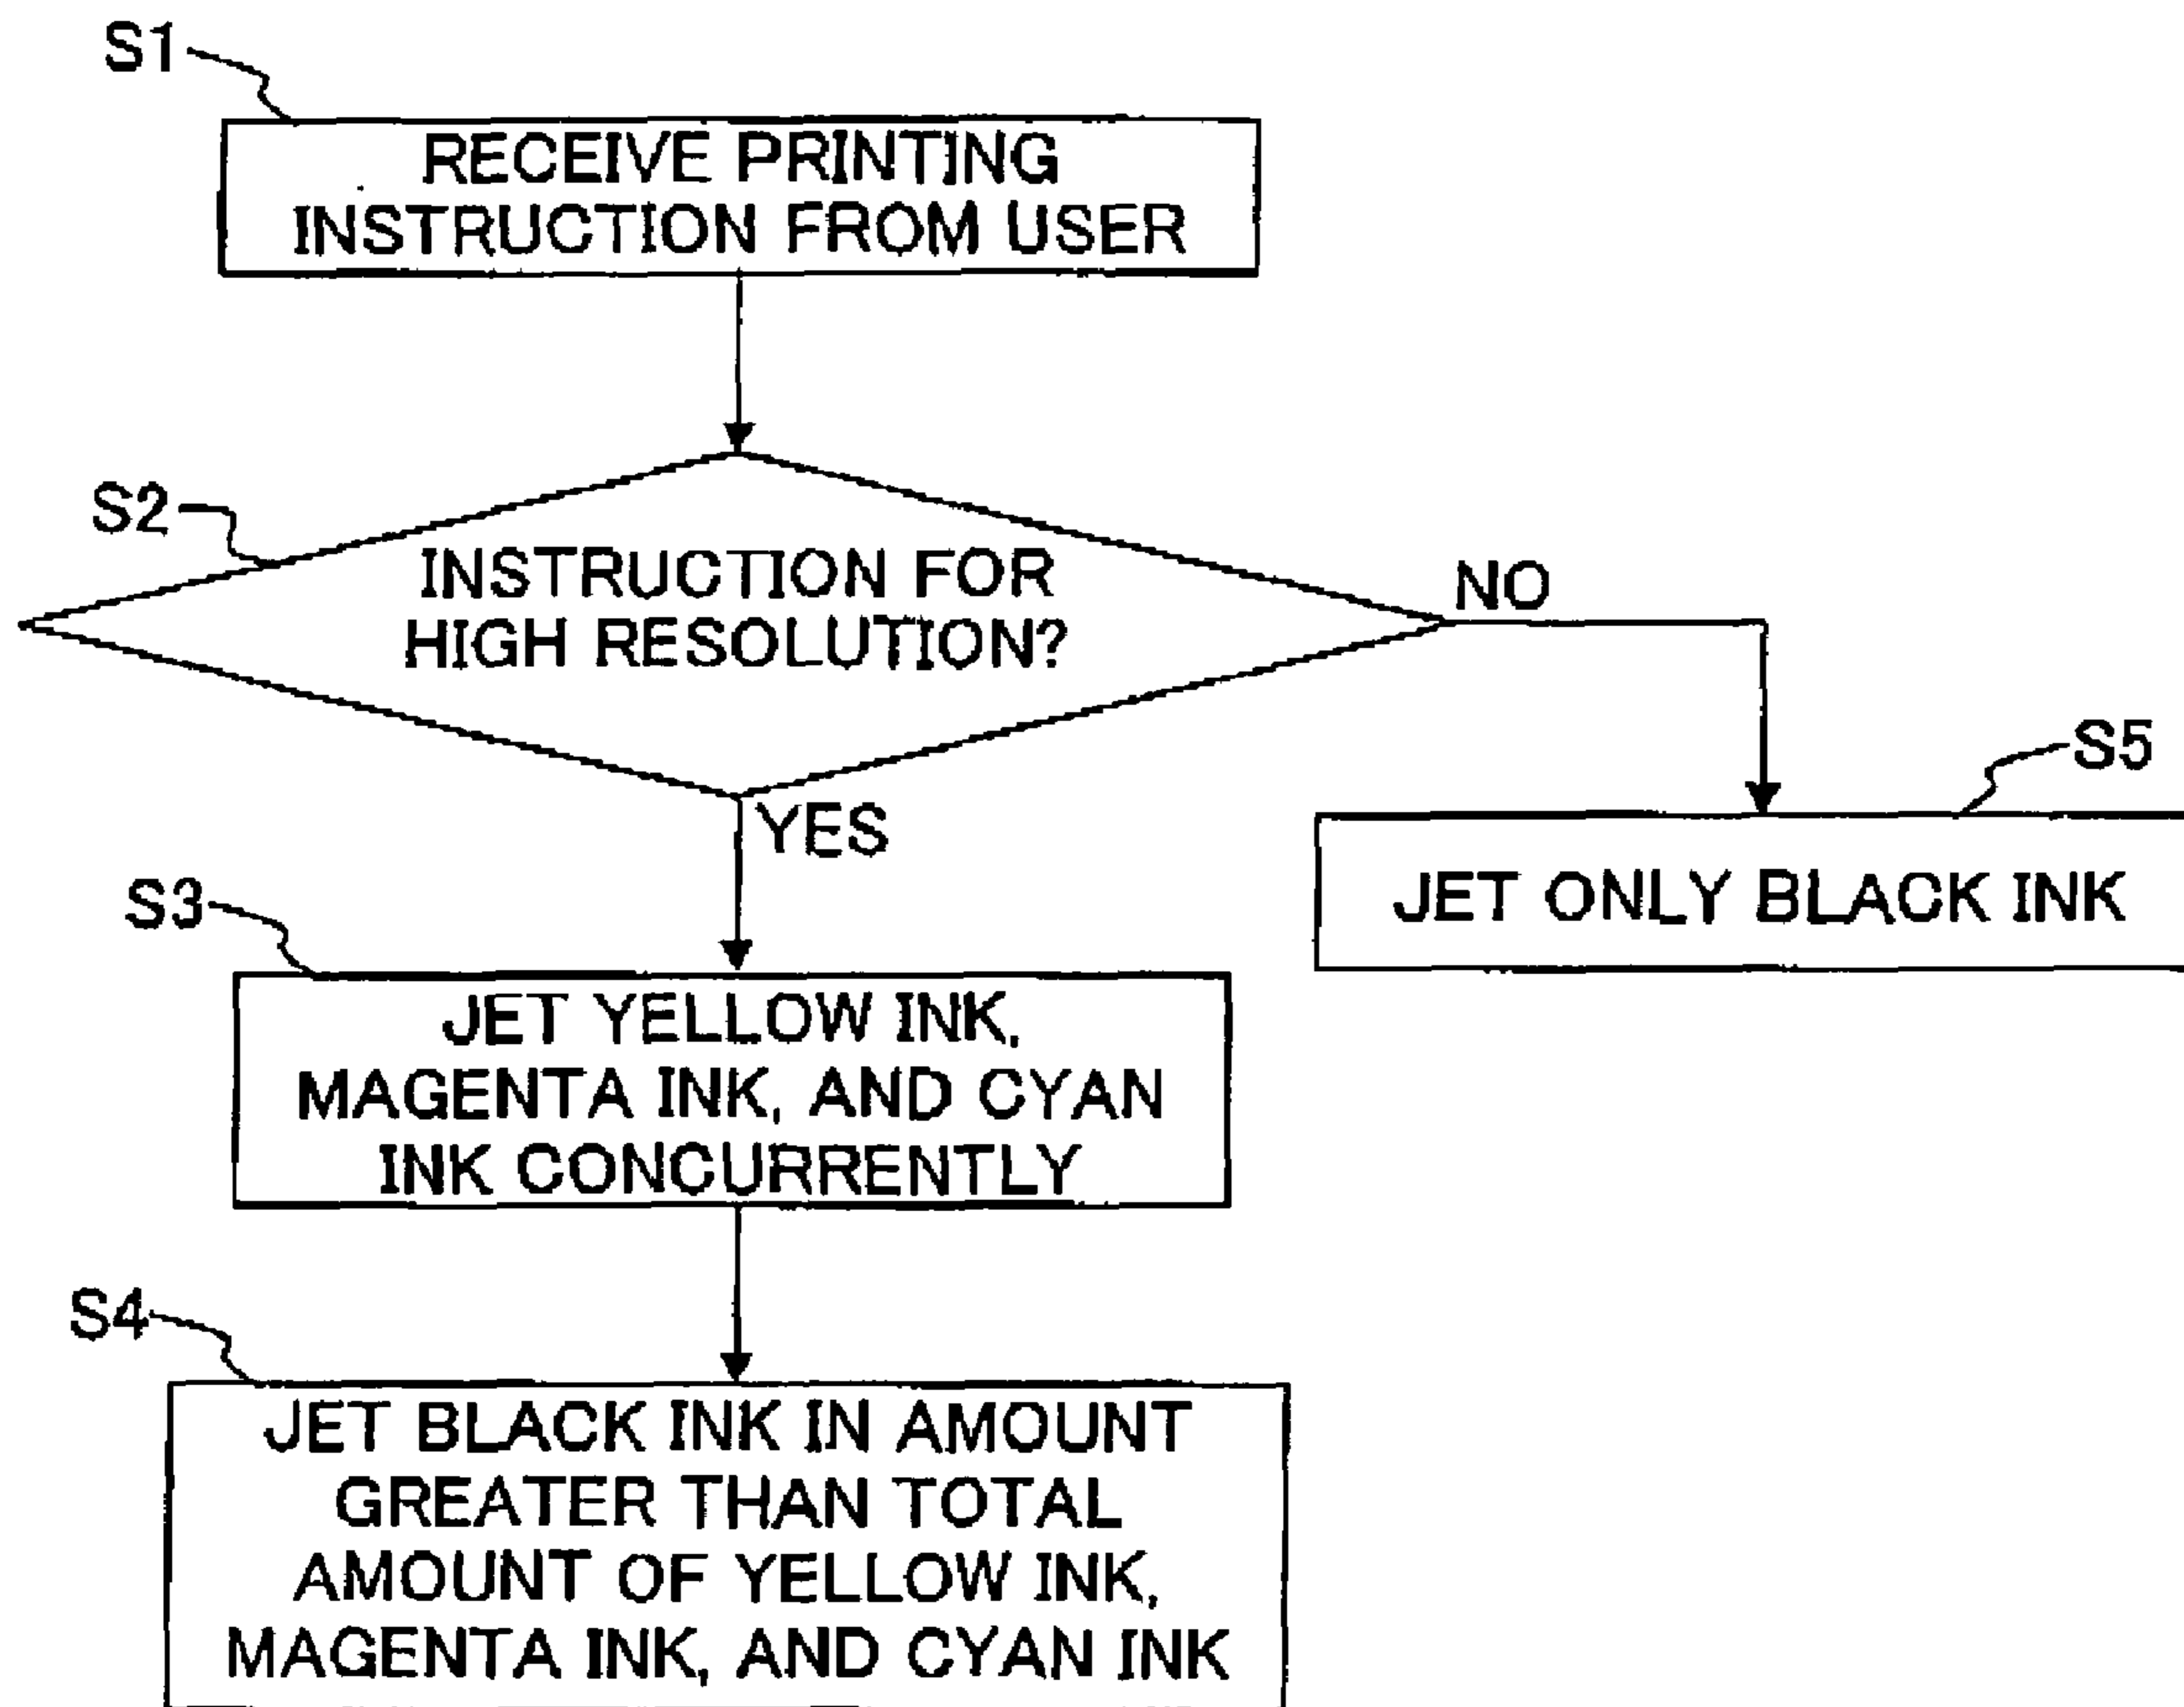 S1
RECEIVE PRINTING
INSTRUCTION FROM USER
S2
INSTRUCTION FOR
HIGH RESOLUTION?
NO
YES
S5
JET ONLY BLACK INK
S3
JET YELLOW INK,
MAGENTA INK, AND CYAN
INK CONCURRENTLY
S4
JET BLACK INK IN AMOUNT
GREATER THAN TOTAL
AMOUNT OF YELLOW INK,
MAGENTA INK, AND CYAN INK